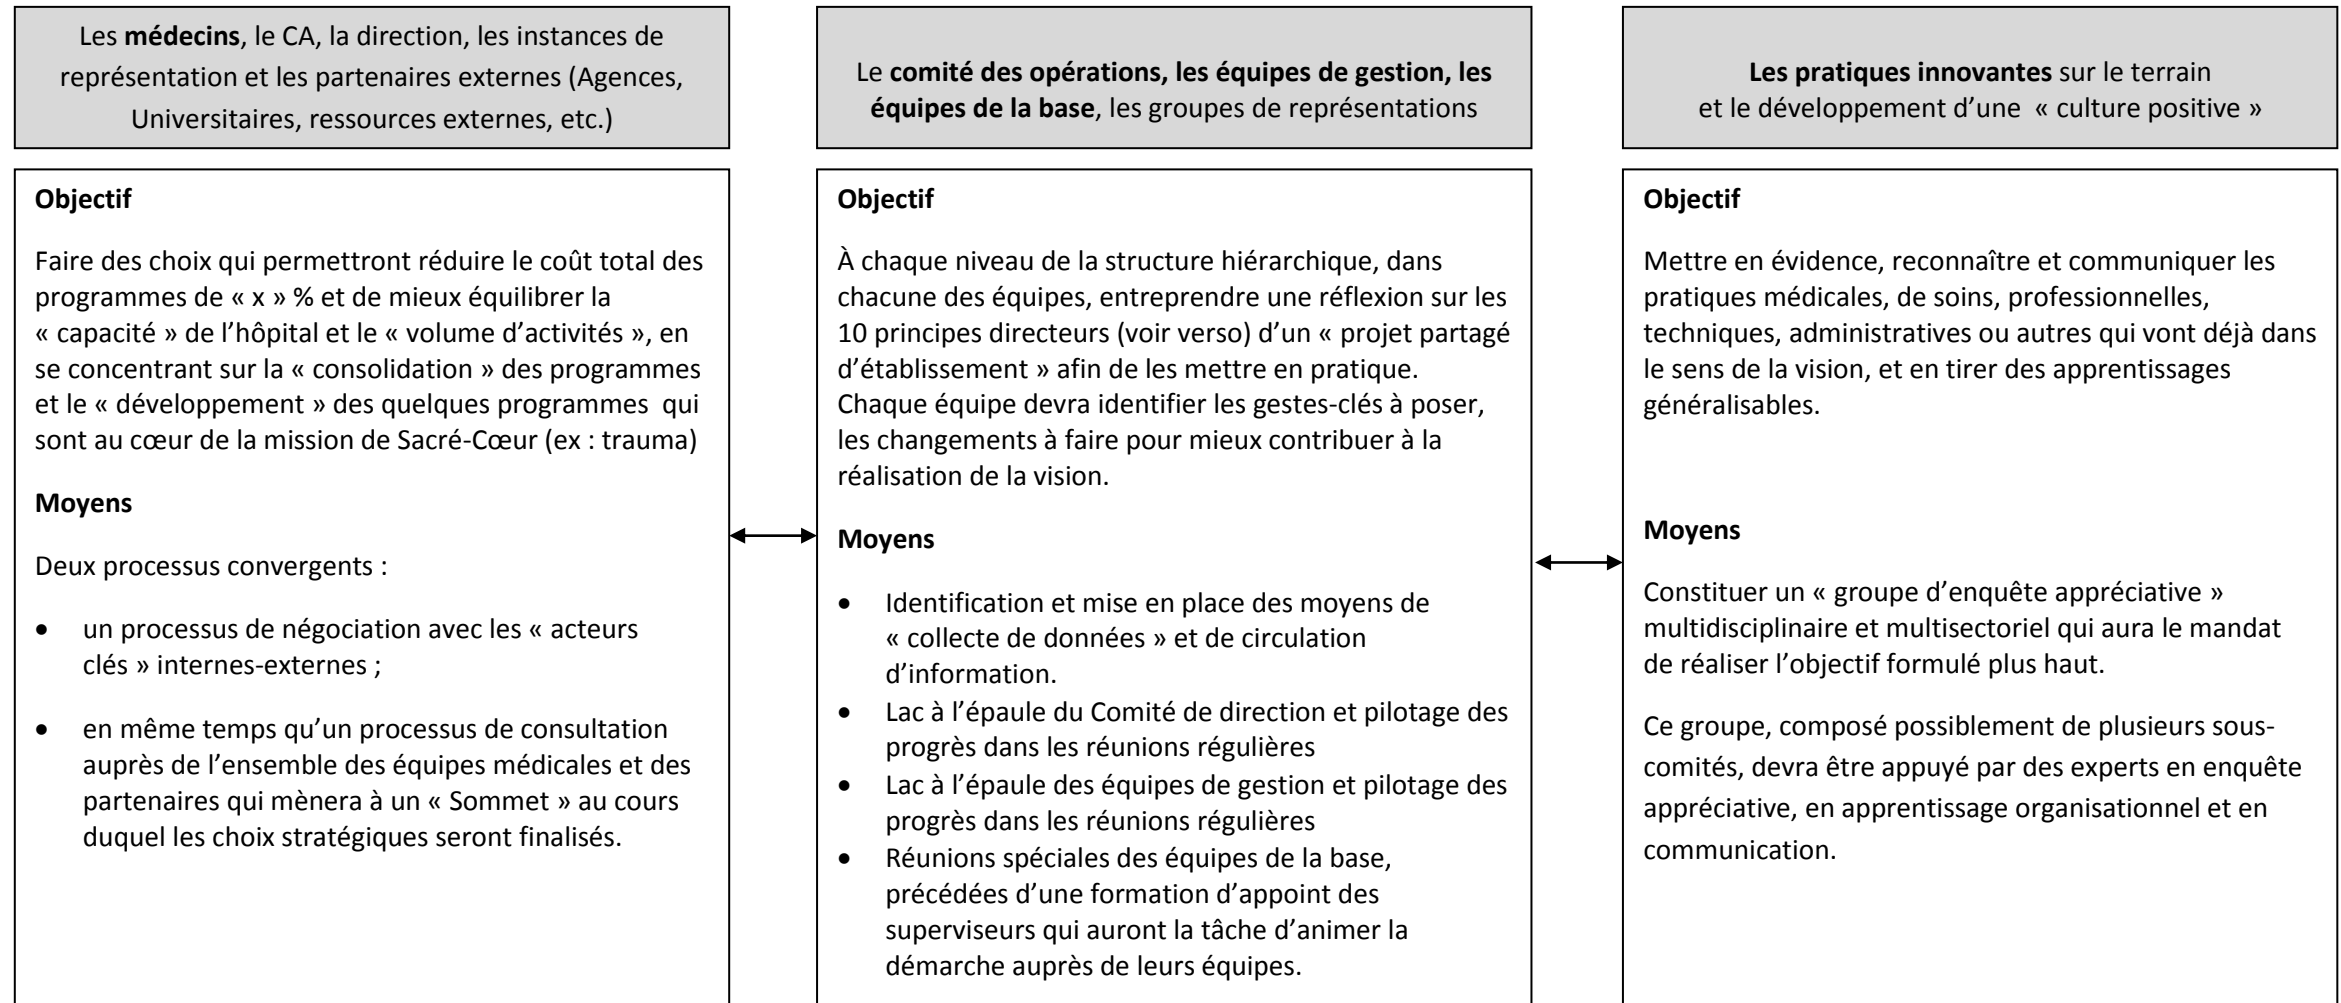 Les médecins, le CA, la direction, les instances de
représentation et les partenaires externes (Agences,
Universitaires, ressources externes, etc.)
Objectif
Faire des choix qui permettront réduire le coût total des
programmes de « x » % et de mieux équilibrer la
« capacité » de l’hôpital et le « volume d’activités », en
se concentrant sur la « consolidation » des programmes
et le « développement » des quelques programmes  qui
sont au cœur de la mission de Sacré-Cœur (ex : trauma)
Moyens
Deux processus convergents :
• un processus de négociation avec les « acteurs
clés » internes-externes ;
• en même temps qu’un processus de consultation
auprès de l’ensemble des équipes médicales et des
partenaires qui mènera à un « Sommet » au cours
duquel les choix stratégiques seront finalisés.
Le comité des opérations, les équipes de gestion, les
équipes de la base, les groupes de représentations
Objectif
À chaque niveau de la structure hiérarchique, dans
chacune des équipes, entreprendre une réflexion sur les
10 principes directeurs (voir verso) d’un « projet partagé
d’établissement » afin de les mettre en pratique.
Chaque équipe devra identifier les gestes-clés à poser,
les changements à faire pour mieux contribuer à la
réalisation de la vision.
Moyens
• Identification et mise en place des moyens de
« collecte de données » et de circulation
d’information.
• Lac à l’épaule du Comité de direction et pilotage des
progrès dans les réunions régulières
• Lac à l’épaule des équipes de gestion et pilotage des
progrès dans les réunions régulières
• Réunions spéciales des équipes de la base,
précédées d’une formation d’appoint des
superviseurs qui auront la tâche d’animer la
démarche auprès de leurs équipes.
Les pratiques innovantes sur le terrain
et le développement d’une  « culture positive »
Objectif
Mettre en évidence, reconnaître et communiquer les
pratiques médicales, de soins, professionnelles,
techniques, administratives ou autres qui vont déjà dans
le sens de la vision, et en tirer des apprentissages
généralisables.
Moyens
Constituer un « groupe d’enquête appréciative »
multidisciplinaire et multisectoriel qui aura le mandat
de réaliser l’objectif formulé plus haut.
Ce groupe, composé possiblement de plusieurs sous-
comités, devra être appuyé par des experts en enquête
appréciative, en apprentissage organisationnel et en
communication.